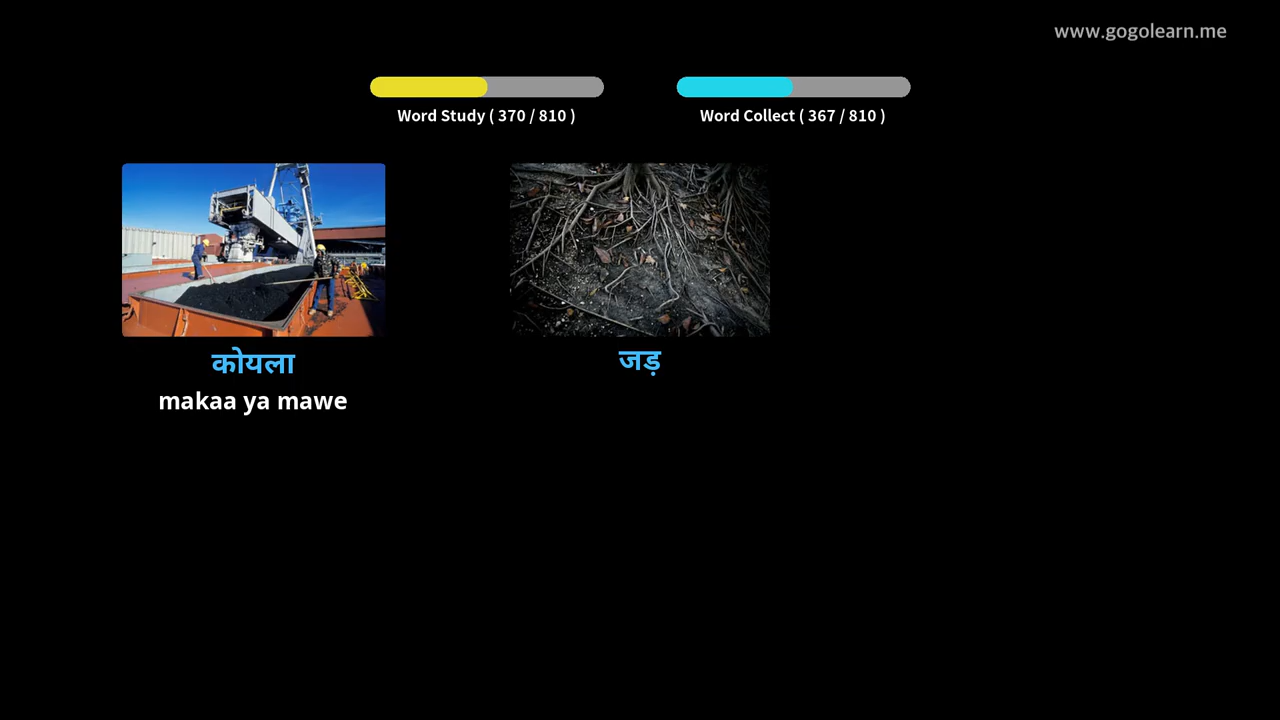 www.gogolearn.me
Word Study ( 370 / 810 )
Word Collect ( 367 / 810 )
कोयला
makaa ya mawe
जड़